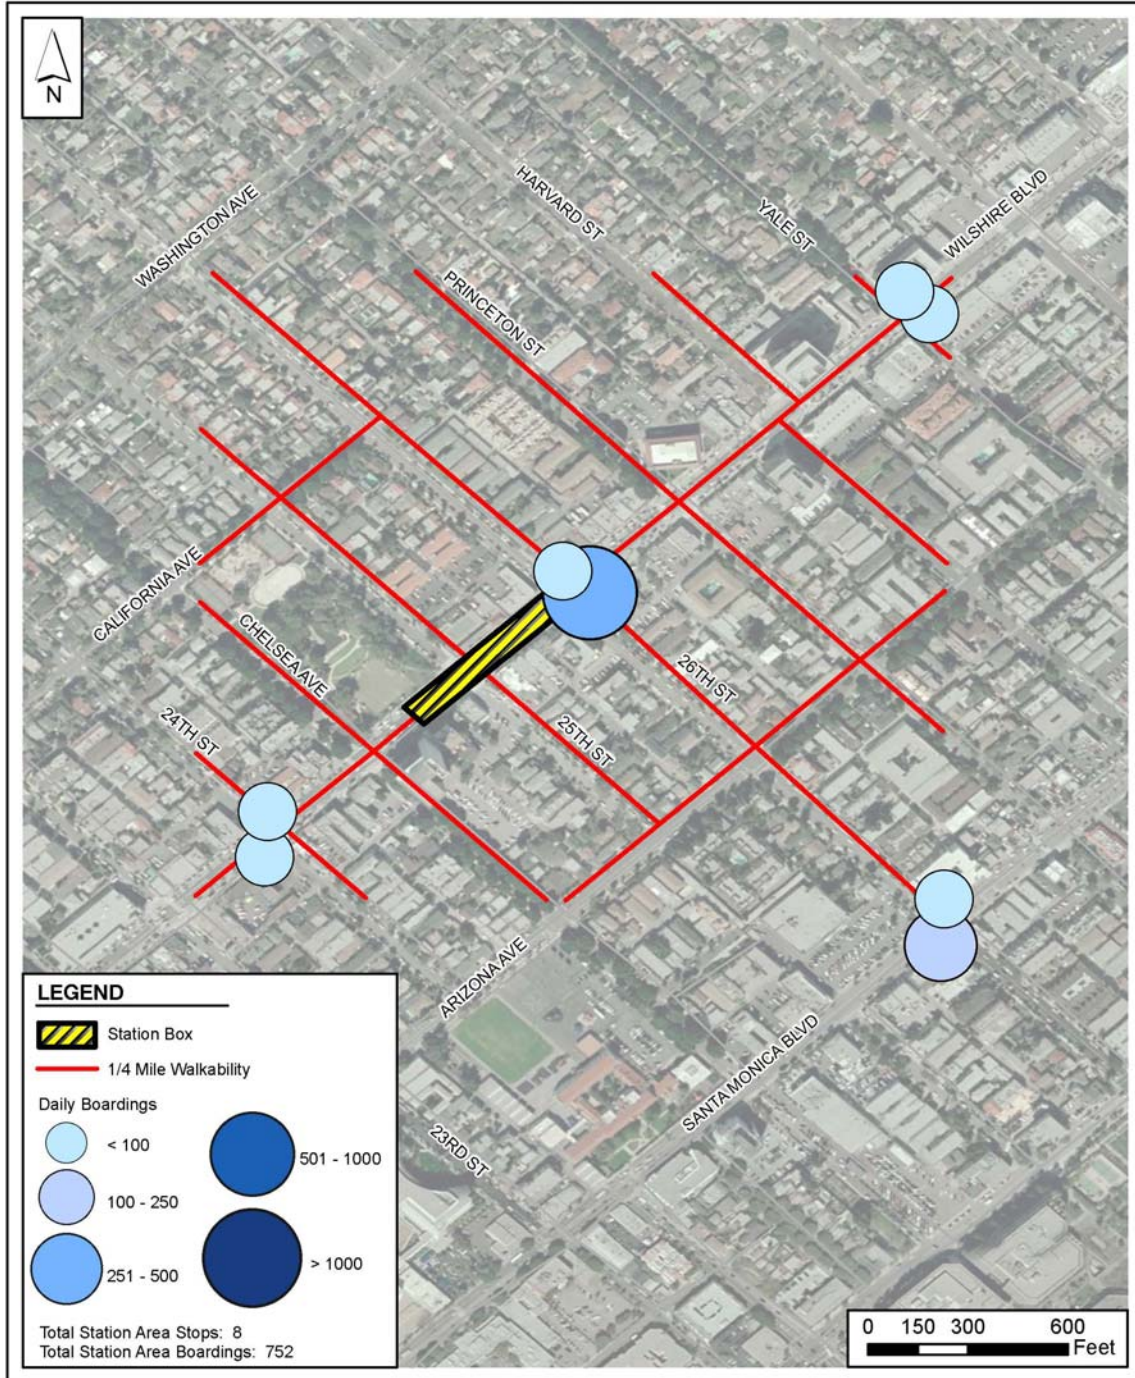 N
HARVARD ST
YALE ST
WILSHIRE BLVD
WASHINGTON AVE
PRINCETON ST
CALIFORNIA AVE
CHELSEA AVE
26TH ST
24TH ST
25TH ST
ARIZONA AVE
SANTA MONICA BLVD
23RD ST
LEGEND
Station Box
1/4 Mile Walkability
Daily Boardings
< 100
100 - 250
251 - 500
501 - 1000
> 1000
Total Station Area Stops: 8
Total Station Area Boardings: 752
0 150 300 600
Feet